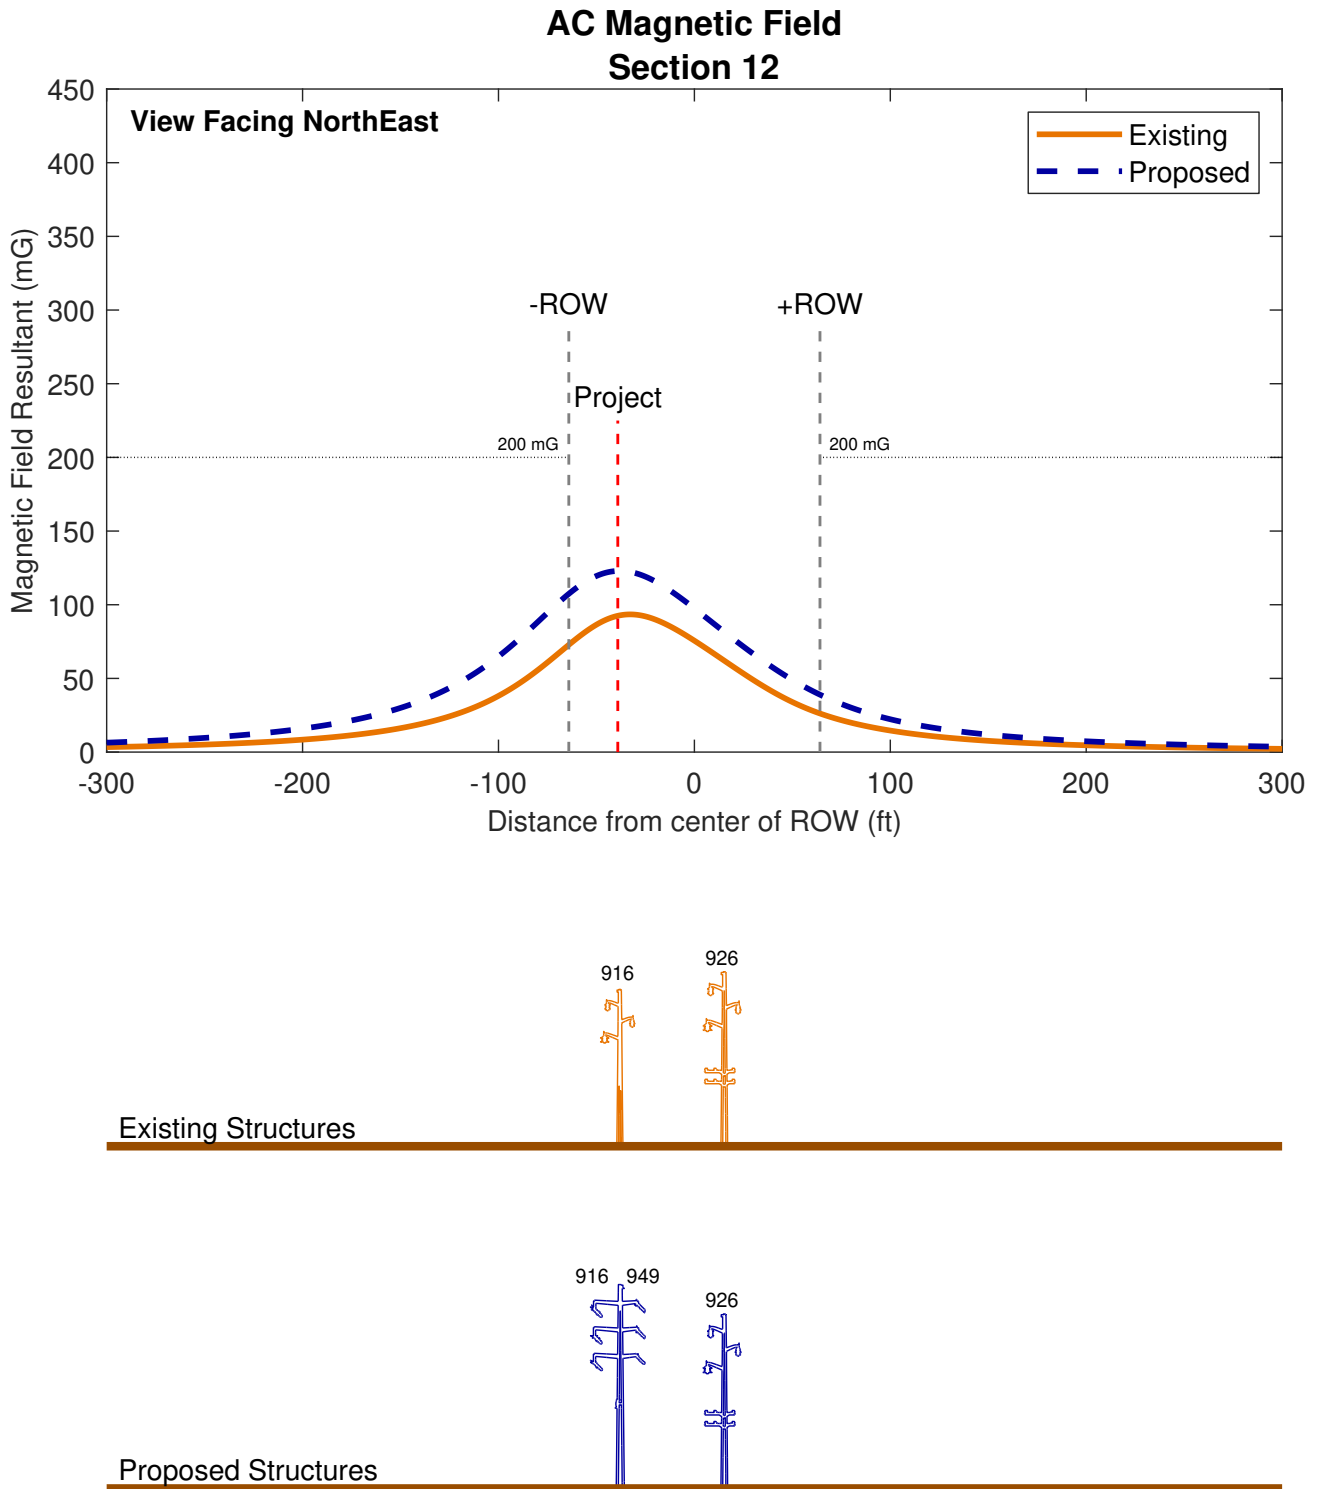 AC Magnetic Field
Section 12
View Facing NorthEast
Existing
Proposed
450
400
350
300
250
200
150
100
50
0
Magnetic Field Resultant (mG)
-ROW
+ROW
Project
200 mG
200 mG
-300
-200
-100
0
100
200
300
Distance from center of ROW (ft)
916
926
Existing Structures
916 949
926
Proposed Structures